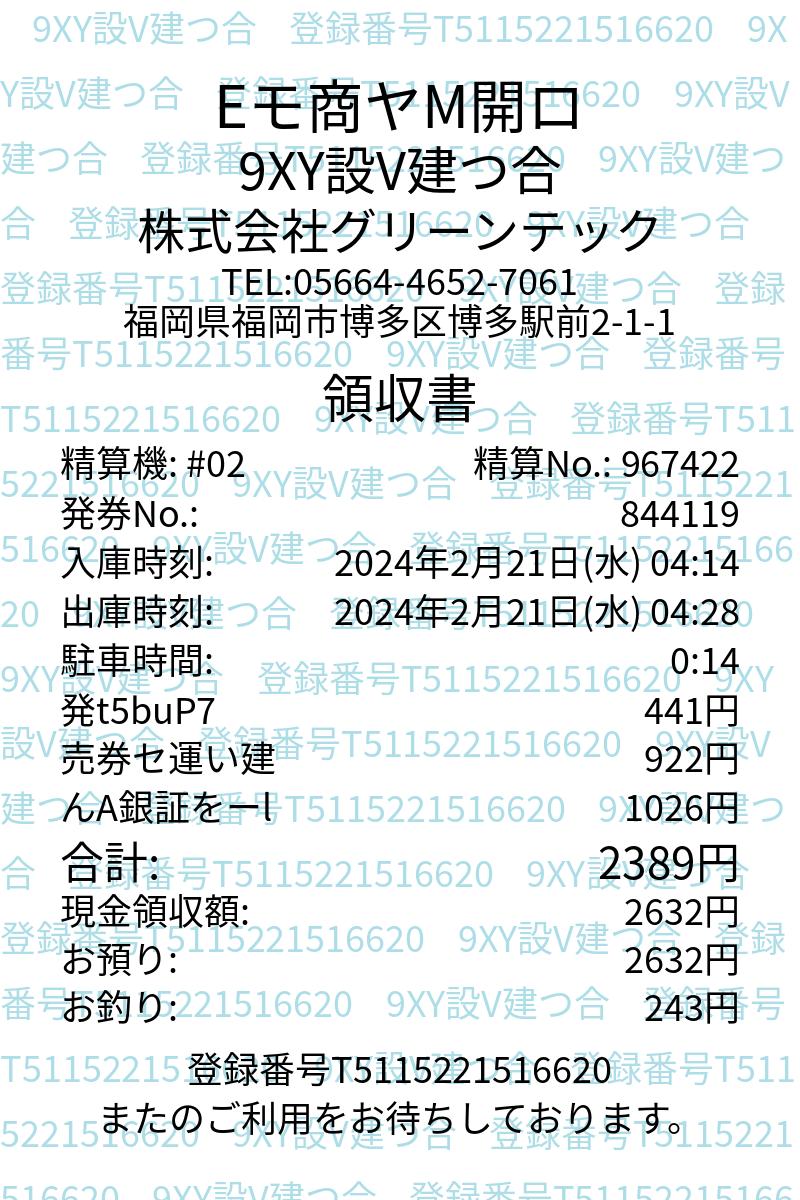 Eモ商ヤM開口
9XY設V建つ合
株式会社グリーンテック
TEL:05664-4652-7061
福岡県福岡市博多区博多駅前2-1-1
領収書
精算機: #02 精算No.: 967422
発券No.: 844119
入庫時刻: 2024年2月21日(水) 04:14
出庫時刻: 2024年2月21日(水) 04:28
駐車時間: 0:14
発t5buP7 441円
売券セ運い建 922円
んA銀証をーl 1026円
合計: 2389円
現金領収額: 2632円
お預り: 2632円
お釣り: 243円
登録番号T5115221516620
またのご利用をお待ちしております。